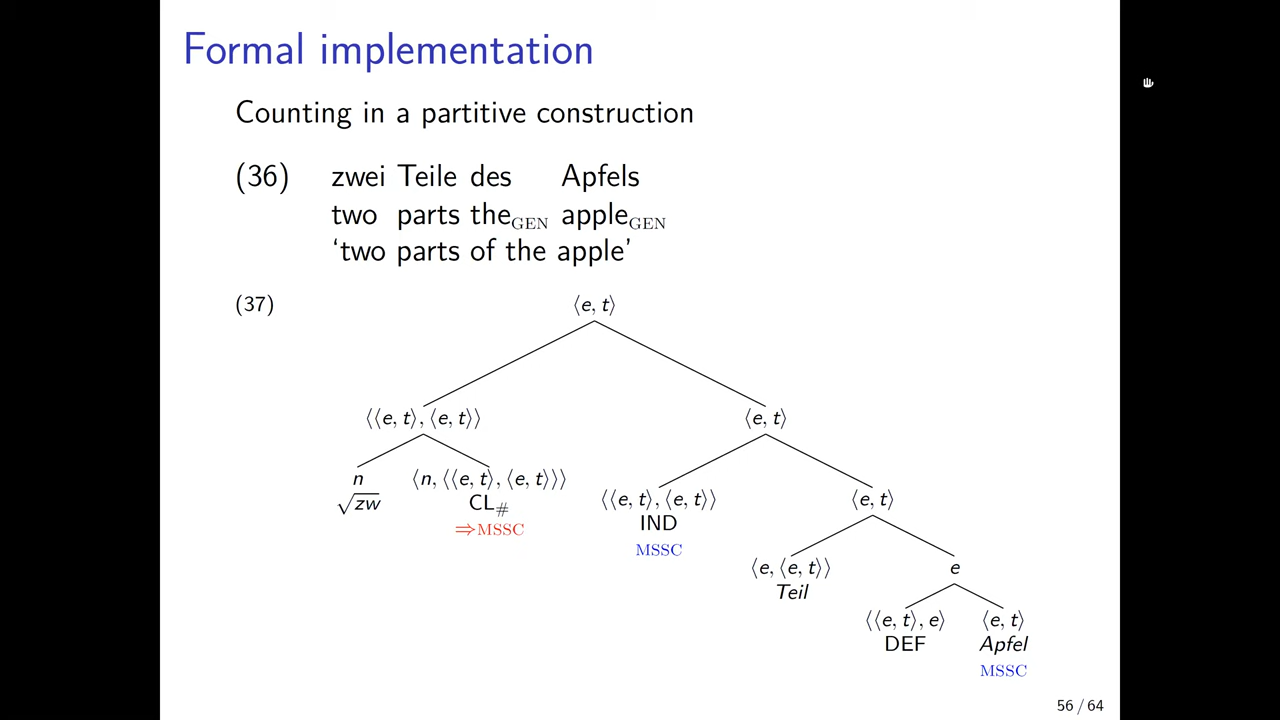 Formal implementation
Counting in a partitive construction
(36) zwei Teile des Apfels
two parts theGEN appleGEN
‘two parts of the apple’
(37) ⟨e, t⟩
⟨⟨e, t⟩, ⟨e, t⟩⟩ ⟨e, t⟩
n ⟨n, ⟨⟨e, t⟩, ⟨e, t⟩⟩⟩
√zw CL#
⇒MSSC
⟨⟨e, t⟩, ⟨e, t⟩⟩ ⟨e, t⟩
IND
MSSC
⟨e, ⟨e, t⟩⟩ e
Teil
⟨⟨e, t⟩, e⟩ ⟨e, t⟩
DEF Apfel
MSSC
56 / 64